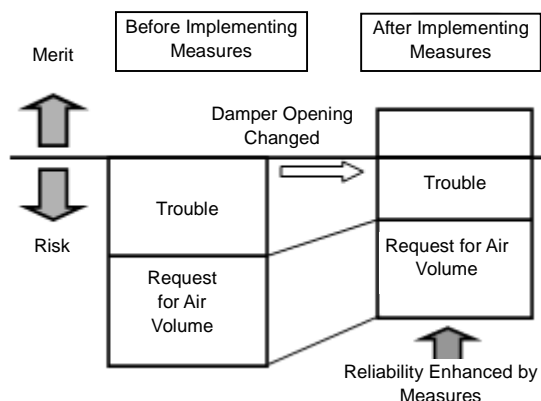 Before Implementing
Measures
After Implementing
Measures
Merit
Damper Opening
Changed
Trouble
Trouble
Risk
Request
for Air
Volume
Request for Air
Volume
Reliability Enhanced by
Measures